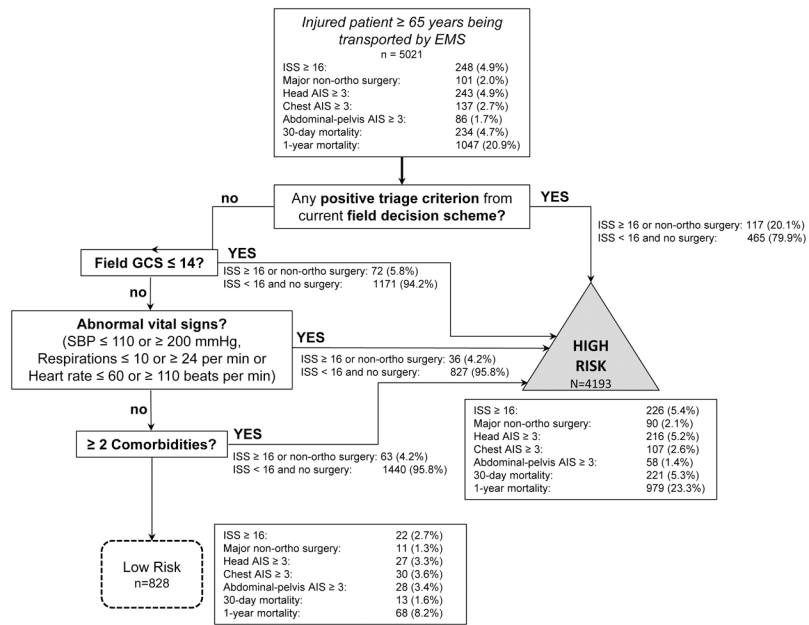 Injured patient ≥ 65 years being
transported by EMS
n = 5021
ISS ≥ 16: 248 (4.9%)
Major non-ortho surgery: 101 (2.0%)
Head AIS ≥ 3: 243 (4.9%)
Chest AIS ≥ 3: 137 (2.7%)
Abdominal-pelvis AIS ≥ 3: 86 (1.7%)
30-day mortality: 234 (4.7%)
1-year mortality: 1047 (20.9%)
no
Any positive triage criterion from
current field decision scheme?
YES
ISS ≥ 16 or non-ortho surgery: 117 (20.1%)
ISS < 16 and no surgery: 465 (79.9%)
Field GCS ≤ 14?
YES
ISS ≥ 16 or non-ortho surgery: 72 (5.8%)
ISS < 16 and no surgery: 1171 (94.2%)
no
Abnormal vital signs?
(SBP ≤ 110 or ≥ 200 mmHg,
Respirations ≤ 10 or ≥ 24 per min or
Heart rate ≤ 60 or ≥ 110 beats per min)
YES
ISS ≥ 16 or non-ortho surgery: 36 (4.2%)
ISS < 16 and no surgery: 827 (95.8%)
HIGH
RISK
N=4193
no
≥ 2 Comorbidities?
YES
ISS ≥ 16 or non-ortho surgery: 63 (4.2%)
ISS < 16 and no surgery: 1440 (95.8%)
ISS ≥ 16: 226 (5.4%)
Major non-ortho surgery: 90 (2.1%)
Head AIS ≥ 3: 216 (5.2%)
Chest AIS ≥ 3: 107 (2.6%)
Abdominal-pelvis AIS ≥ 3: 58 (1.4%)
30-day mortality: 221 (5.3%)
1-year mortality: 979 (23.3%)
Low Risk
n=828
ISS ≥ 16: 22 (2.7%)
Major non-ortho surgery: 11 (1.3%)
Head AIS ≥ 3: 27 (3.3%)
Chest AIS ≥ 3: 30 (3.6%)
Abdominal-pelvis AIS ≥ 3: 28 (3.4%)
30-day mortality: 13 (1.6%)
1-year mortality: 68 (8.2%)